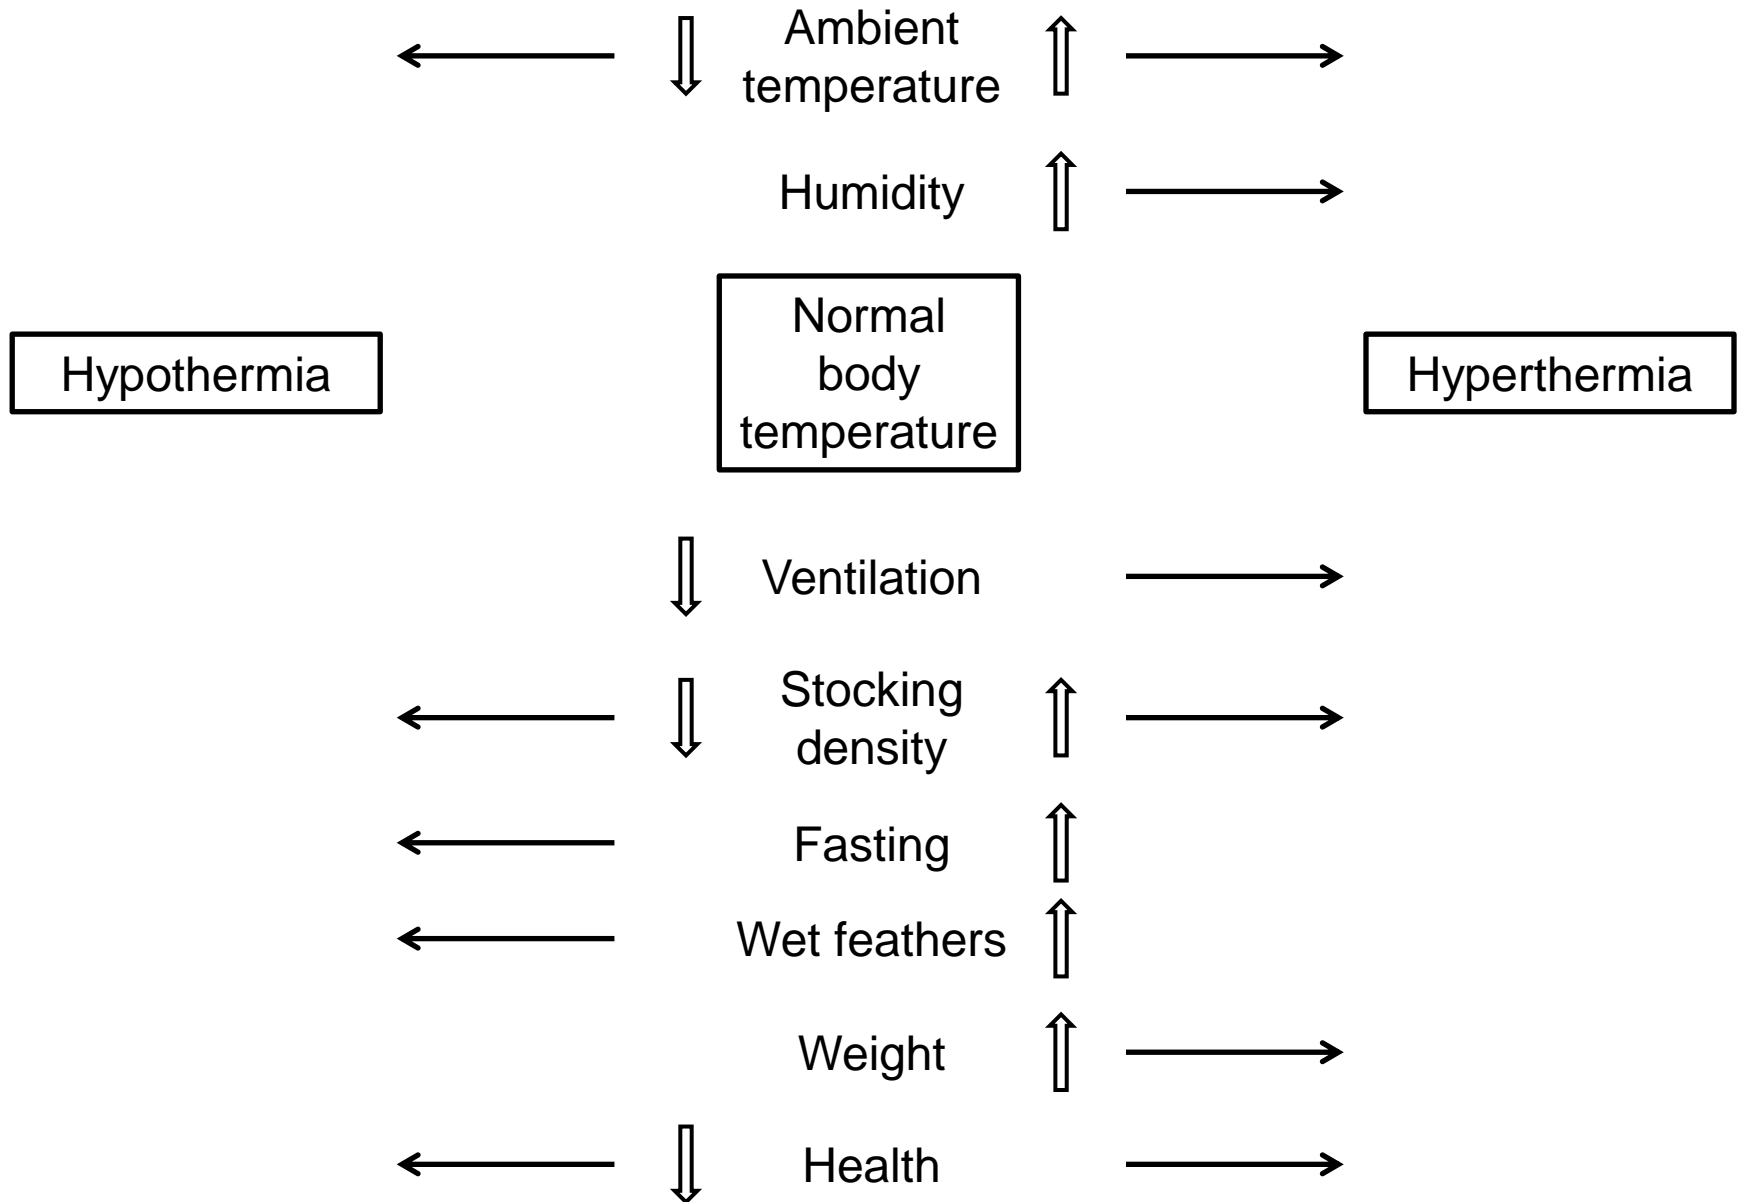 Ambient
temperature
Humidity
Normal
body
temperature
Hypothermia
Hyperthermia
Ventilation
Stocking
density
Fasting
Wet feathers
Weight
Health